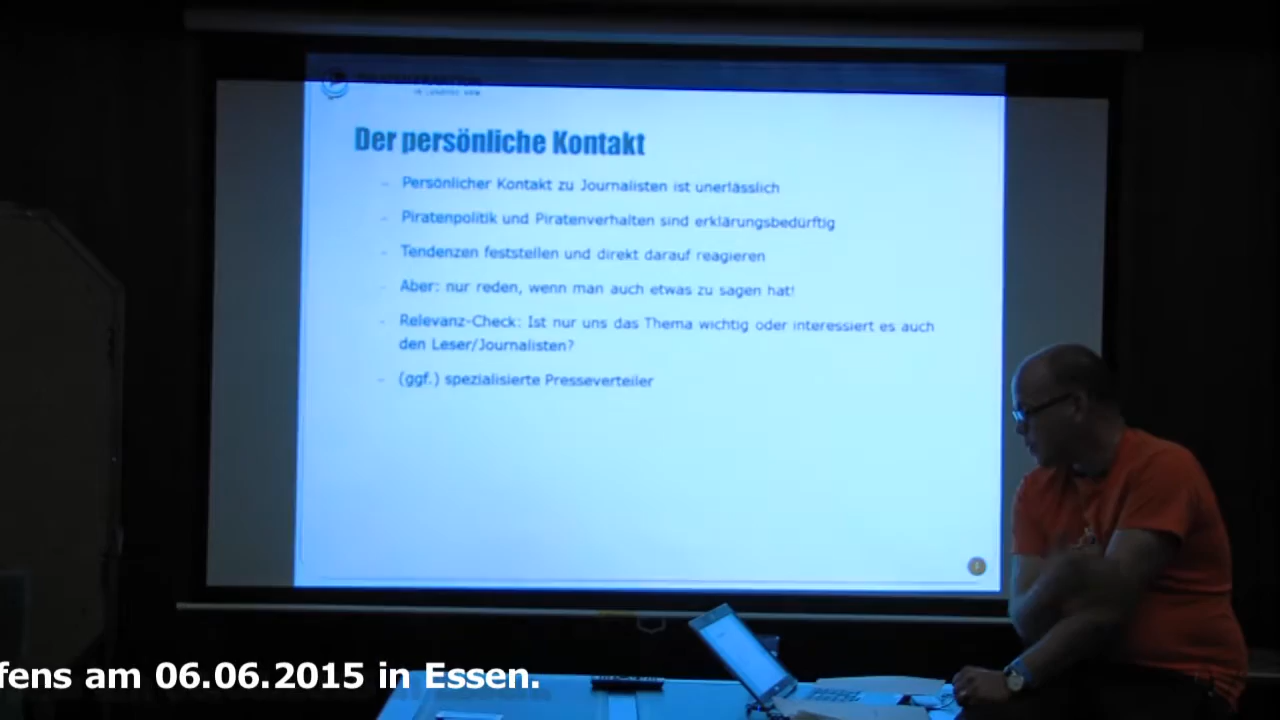 Der persönliche Kontakt
– Persönlicher Kontakt zu Journalisten ist unerlässlich
– Piratenpolitik und Piratenverhalten sind erklärungsbedürftig
– Tendenzen feststellen und direkt darauf reagieren
– Aber: nur reden, wenn man auch etwas zu sagen hat!
– Relevanz-Check: Ist nur uns das Thema wichtig oder interessiert es auch
den Leser/Journalisten?
– (ggf.) spezialisierte Presseverteiler
fens am 06.06.2015 in Essen.